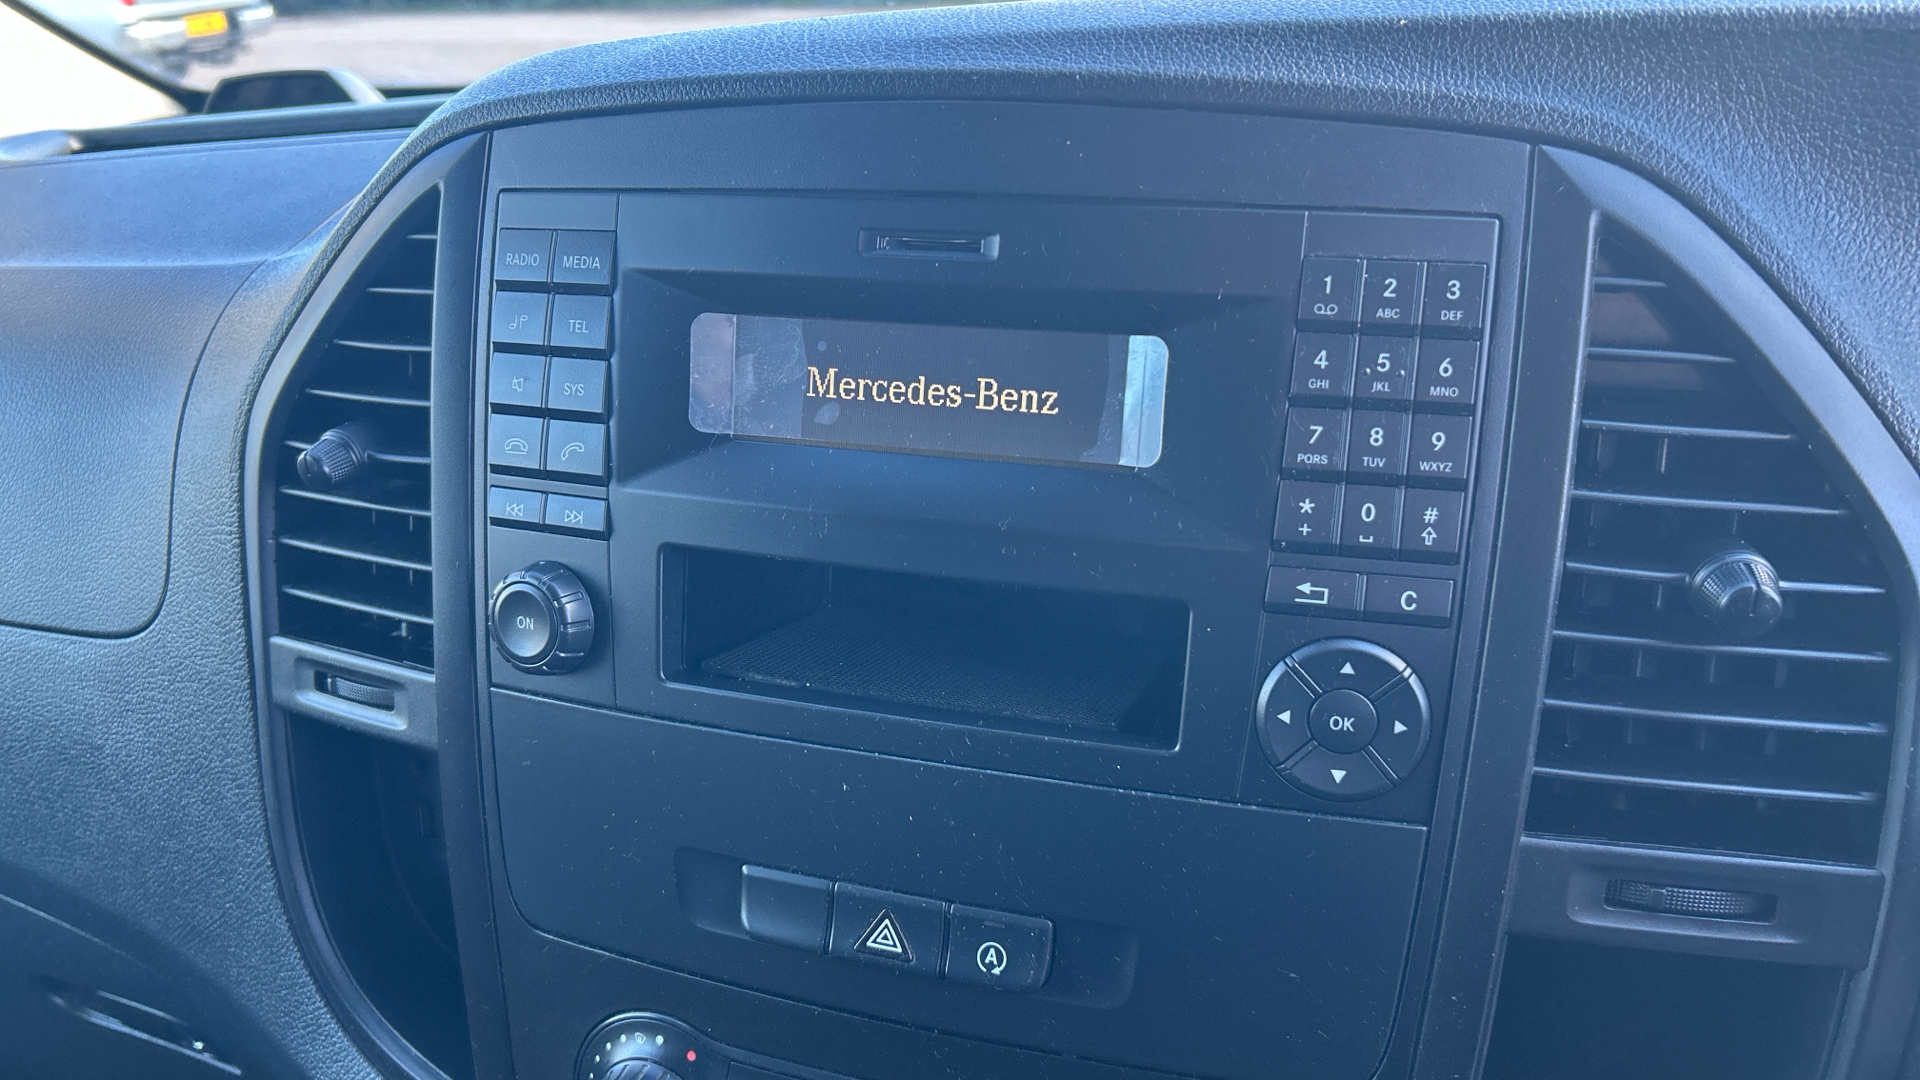 RADIO MEDIA
TEL
SYS
ON
Mercedes-Benz
1 2 ABC 3 DEF
4 GHI 5 JKL 6 MNO
7 PQRS 8 TUV 9 WXYZ
* + 0 #
C
OK
A